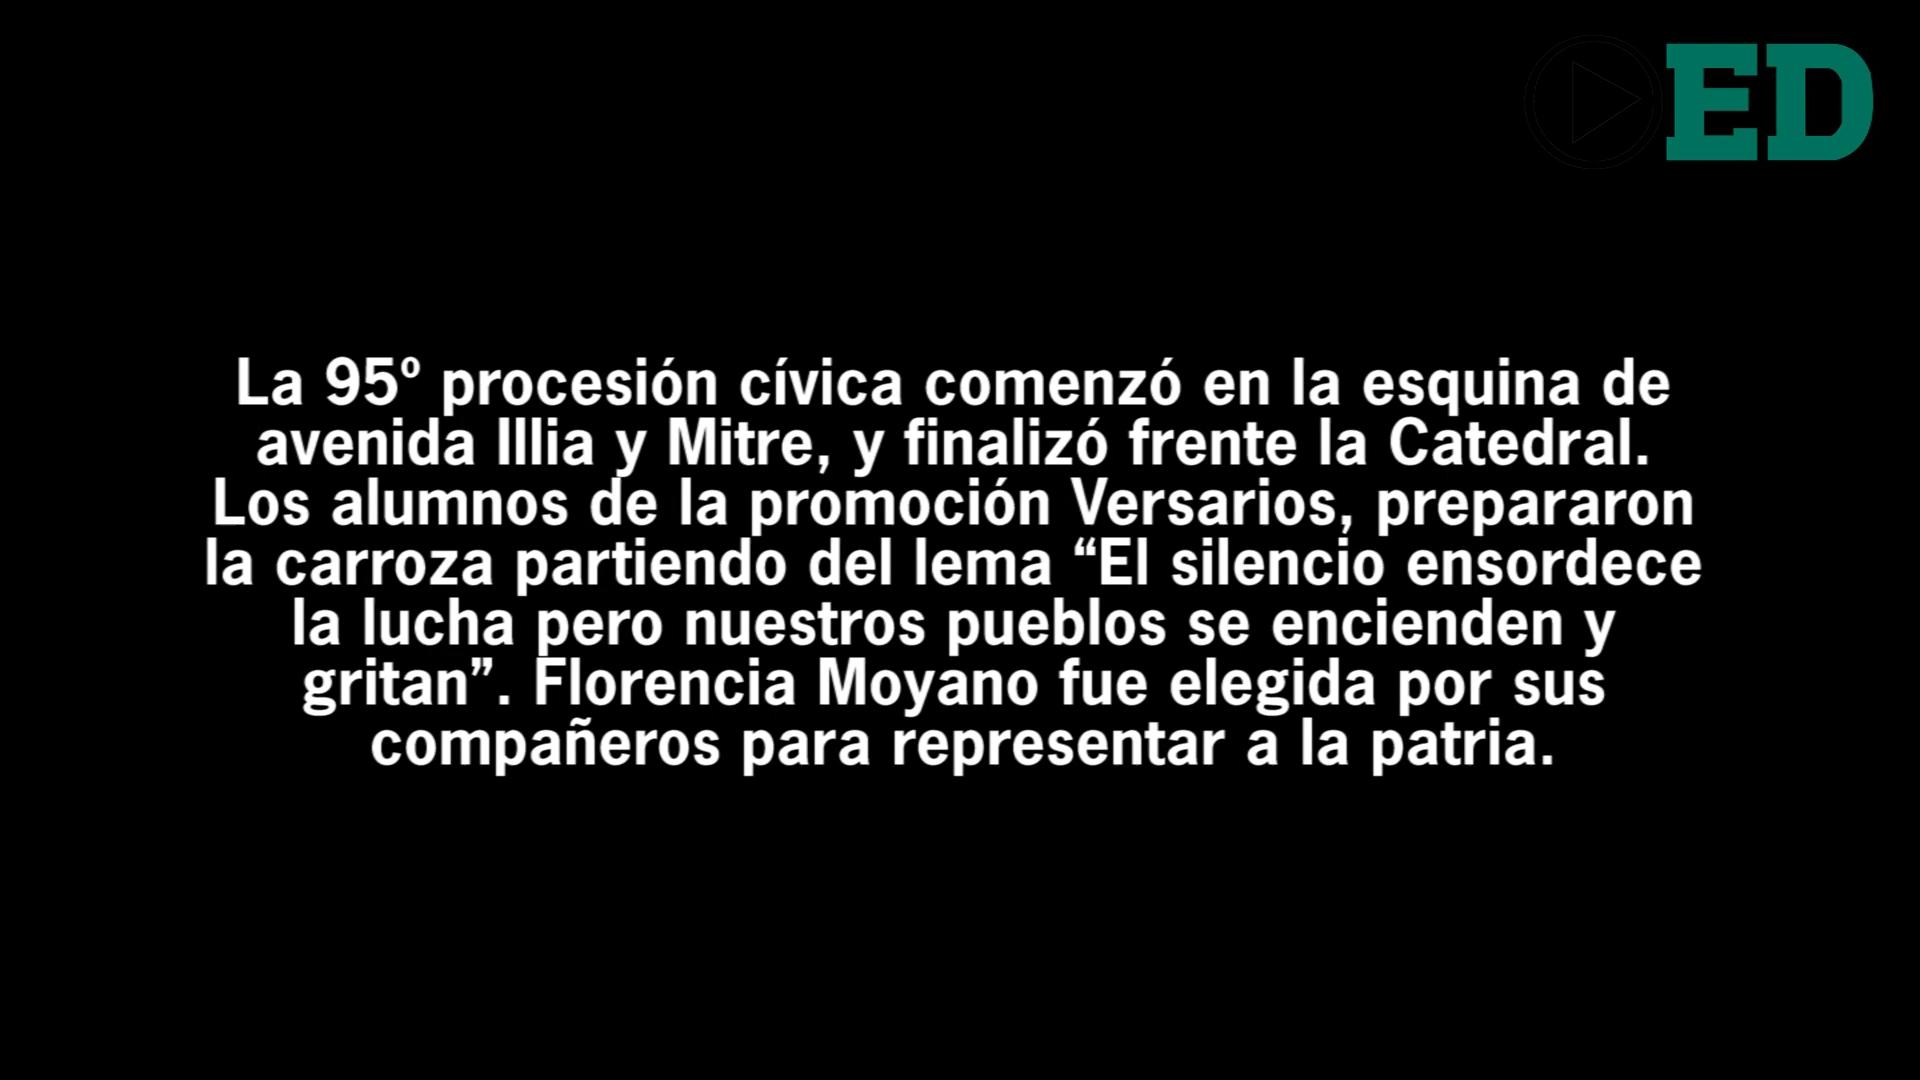 ED
La 95º procesión cívica comenzó en la esquina de
avenida Illia y Mitre, y finalizó frente la Catedral.
Los alumnos de la promoción Versarios, prepararon
la carroza partiendo del lema “El silencio ensordece
la lucha pero nuestros pueblos se encienden y
gritan”. Florencia Moyano fue elegida por sus
compañeros para representar a la patria.